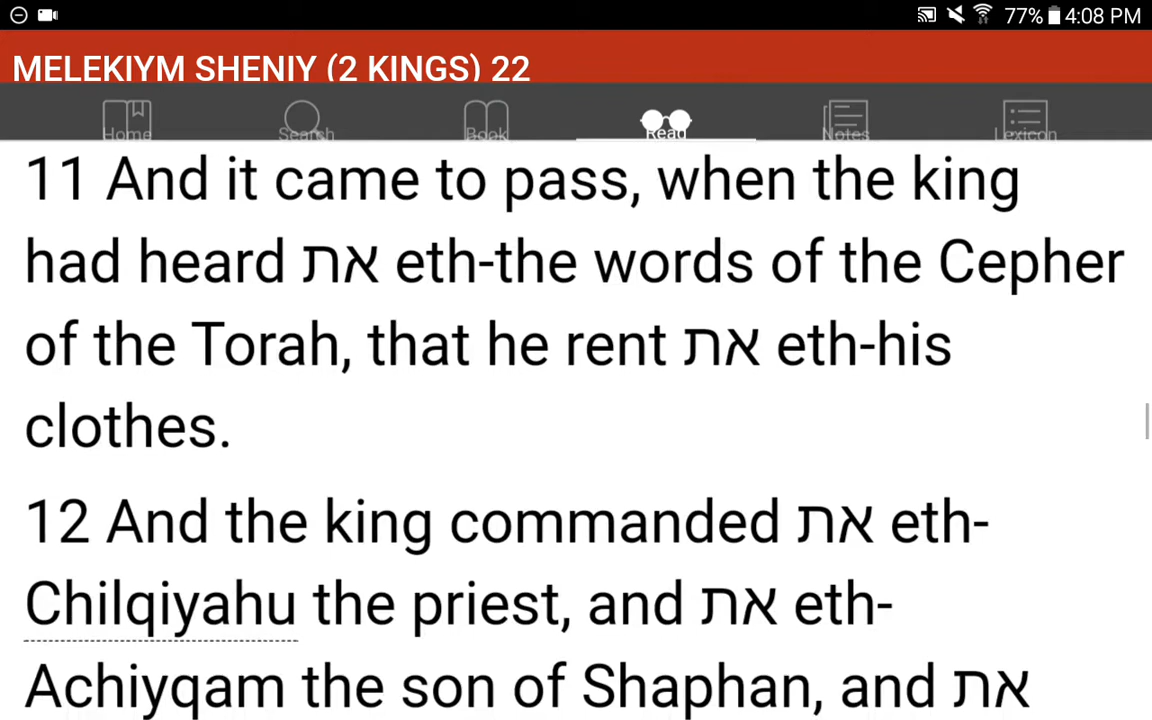 77% 4:08 PM
MELEKIYM SHENIY (2 KINGS) 22
Home Search Book Read Notes Lexicon
11 And it came to pass, when the king
had heard את eth-the words of the Cepher
of the Torah, that he rent את eth-his
clothes.
12 And the king commanded את eth-
Chilqiyahu the priest, and את eth-
Achiyqam the son of Shaphan, and את